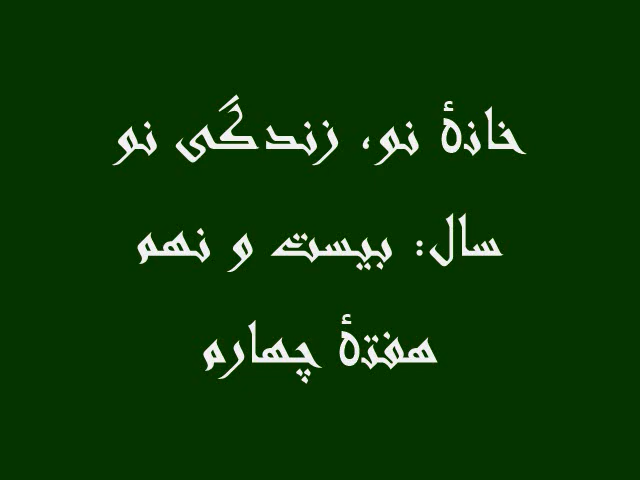 خانهٔ نو، زندگی نو
سال: بیست و نهم
هفتهٔ چهارم